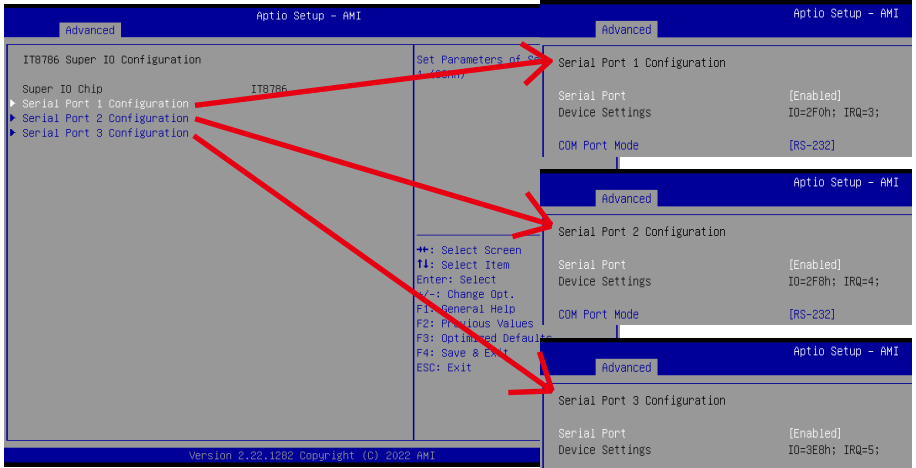 Aptio Setup – AMI
Advanced
IT8786 Super IO Configuration
Super IO Chip IT8786
Serial Port 1 Configuration
Serial Port 2 Configuration
Serial Port 3 Configuration
Set Parameters of
1 (COMA)
: Select Screen
↑↓: Select Item
Enter: Select
+/-: Change Opt.
F1: General Help
F2: Previous Values
F3: Optimized Defaults
F4: Save & Exit
ESC: Exit
Version 2.22.1282 Copyright (C) 2022 AMI
Aptio Setup – AMI
Advanced
Serial Port 1 Configuration
Serial Port [Enabled]
Device Settings IO=2F0h; IRQ=3;
COM Port Mode [RS-232]
Aptio Setup – AMI
Advanced
Serial Port 2 Configuration
Serial Port [Enabled]
Device Settings IO=2F8h; IRQ=4;
COM Port Mode [RS-232]
Aptio Setup – AMI
Advanced
Serial Port 3 Configuration
Serial Port [Enabled]
Device Settings IO=3E8h; IRQ=5;